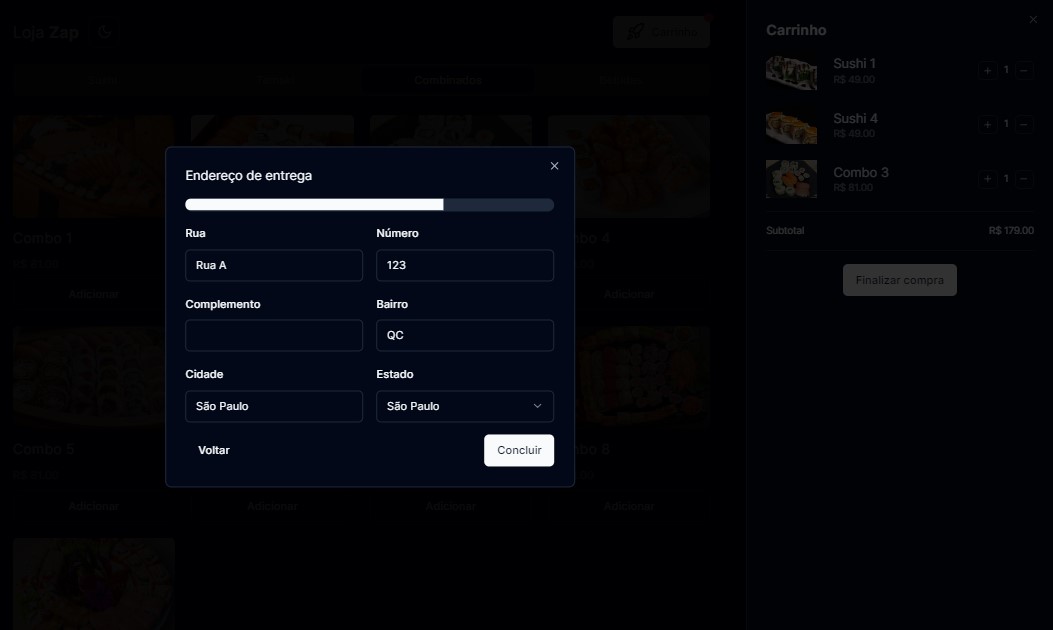 Loja Zap
Carrinho
Combinados
Combo 1
Combo 5
Adicionar
Adicionar
Adicionar
Adicionar
Adicionar
Adicionar
Endereço de entrega
Rua
Número
Rua A
123
Complemento
Bairro
QC
Cidade
Estado
São Paulo
São Paulo
Voltar
Concluir
Carrinho
Sushi 1
R$ 49.00
1
Sushi 4
R$ 49.00
1
Combo 3
R$ 81.00
1
Subtotal
R$ 179.00
Finalizar compra